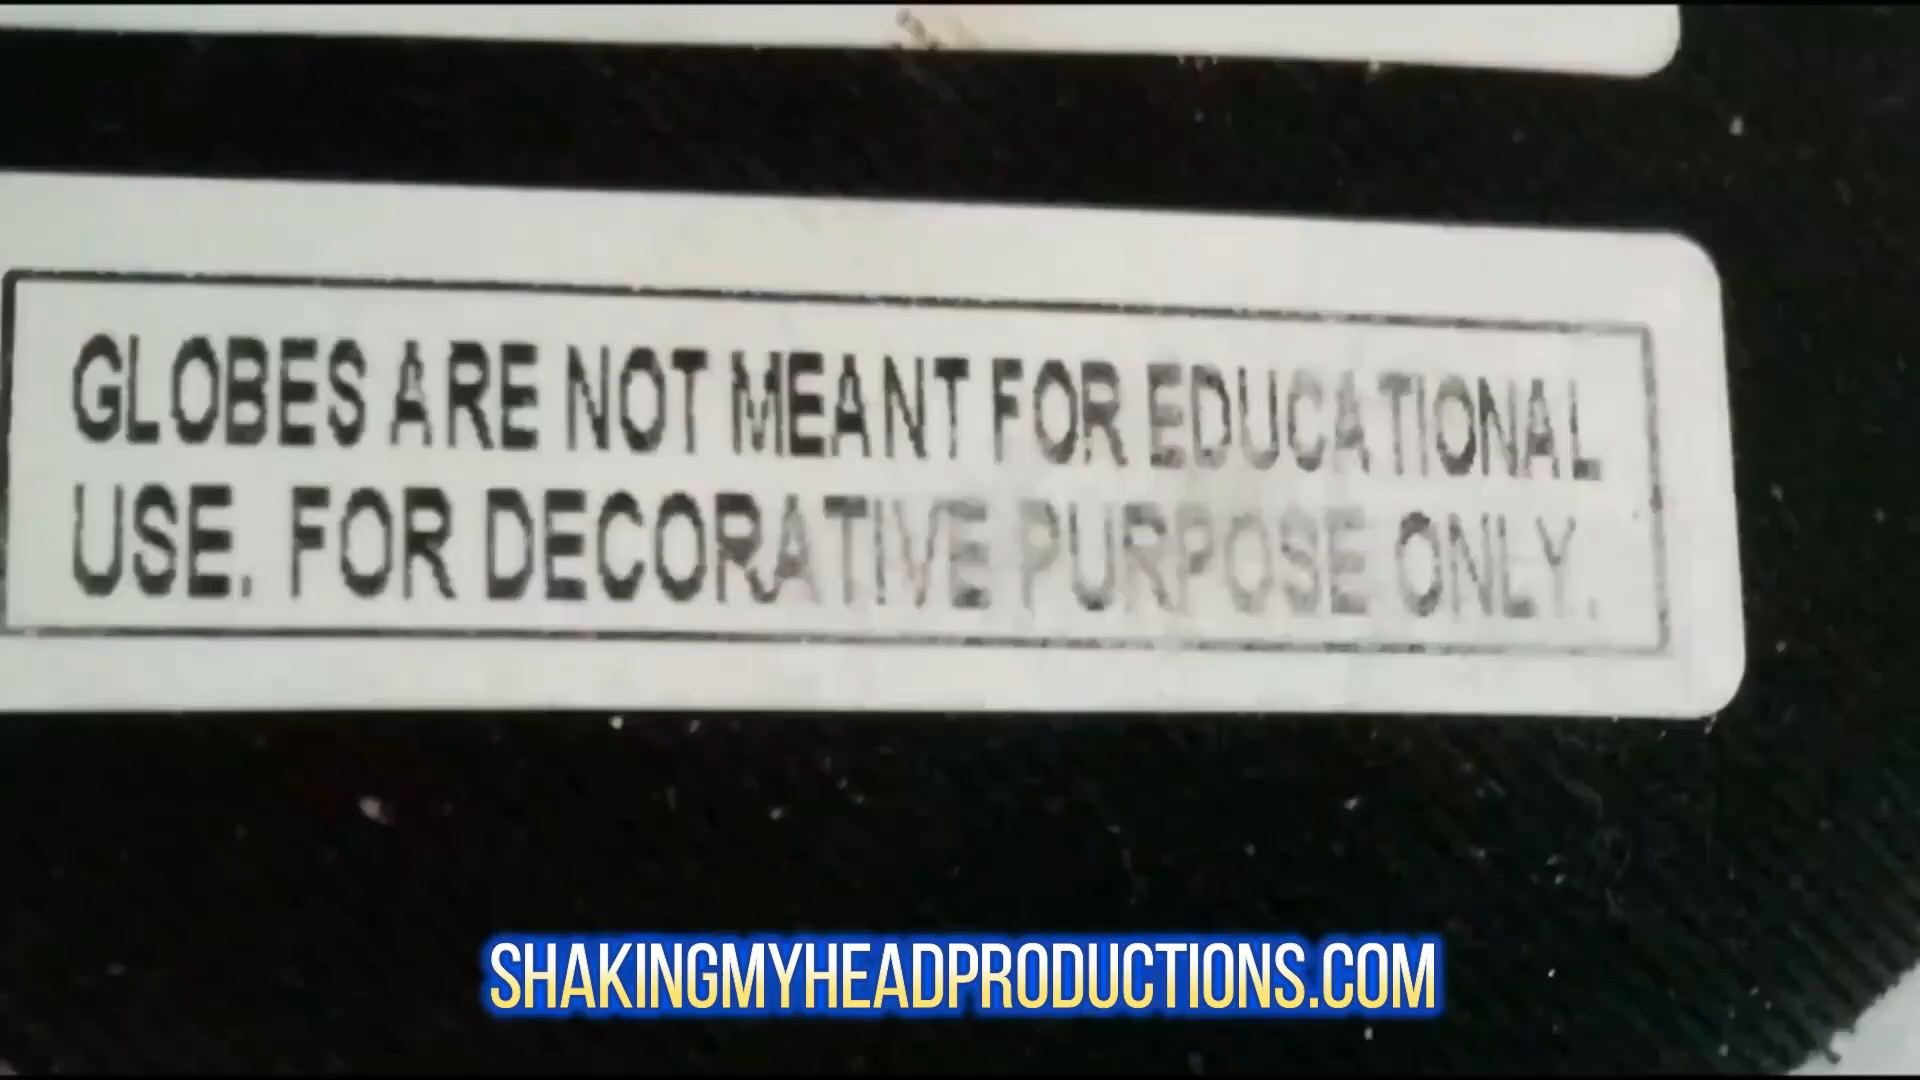 GLOBES ARE NOT MEANT FOR EDUCATIONAL
USE. FOR DECORATIVE PURPOSE ONLY.
SHAKINGMYHEADPRODUCTIONS.COM